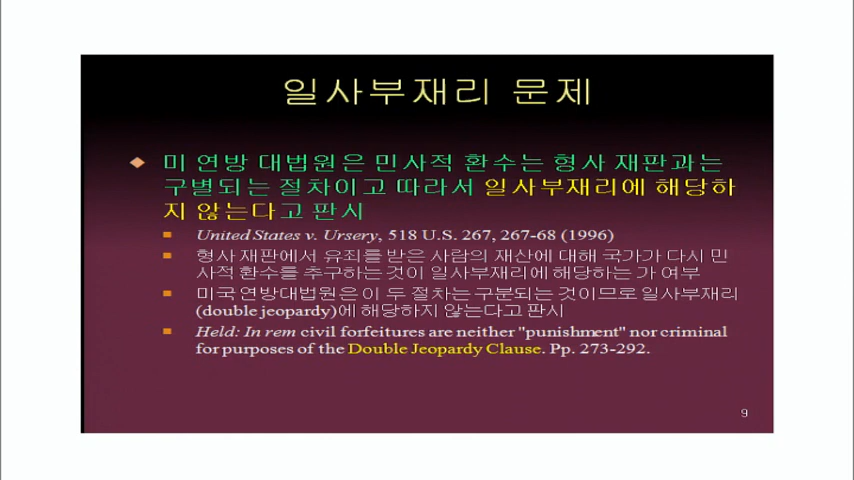 일사부재리 문제
미 연방 대법원은 민사적 환수는 형사 재판과는
구별되는 절차이고 따라서 일사부재리에 해당하
지 않는다고 판시
United States v. Ursery, 518 U.S. 267, 267-68 (1996)
형사 재판에서 유죄를 받은 사람의 재산에 대해 국가가 다시 민
사적 환수를 추구하는 것이 일사부재리에 해당하는 가 여부
미국 연방대법원은 이 두 절차는 구분되는 것이므로 일사부재리
(double jeopardy)에 해당하지 않는다고 판시
Held: In rem civil forfeitures are neither "punishment" nor criminal
for purposes of the Double Jeopardy Clause. Pp. 273-292.
9